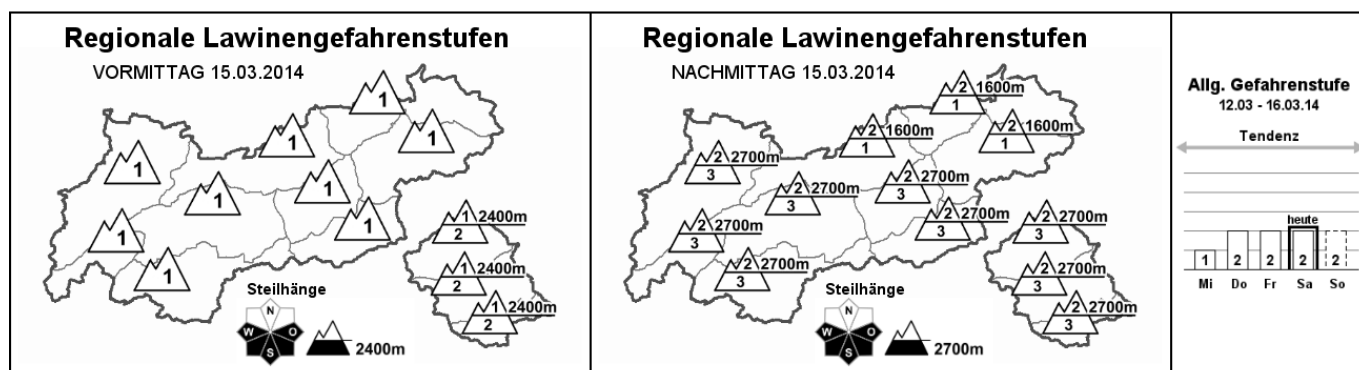 Regionale Lawinengefahrenstufen
VORMITTAG 15.03.2014
1
1
1
1
1
1
1
1
1
1 2400m
2
1 2400m
2
1 2400m
2
Steilhänge
N
W O
S
2400m
Regionale Lawinengefahrenstufen
NACHMITTAG 15.03.2014
2 1600m
1
2 1600m
1
2 1600m
1
2 2700m
3
2 2700m
3
2 2700m
3
2 2700m
3
2 2700m
3
2 2700m
3
2 2700m
3
2 2700m
3
2 2700m
3
Steilhänge
N
W O
S
2700m
Allg. Gefahrenstufe
12.03 - 16.03.14
Tendenz
heute
1 2 2 2 2
Mi Do Fr Sa So